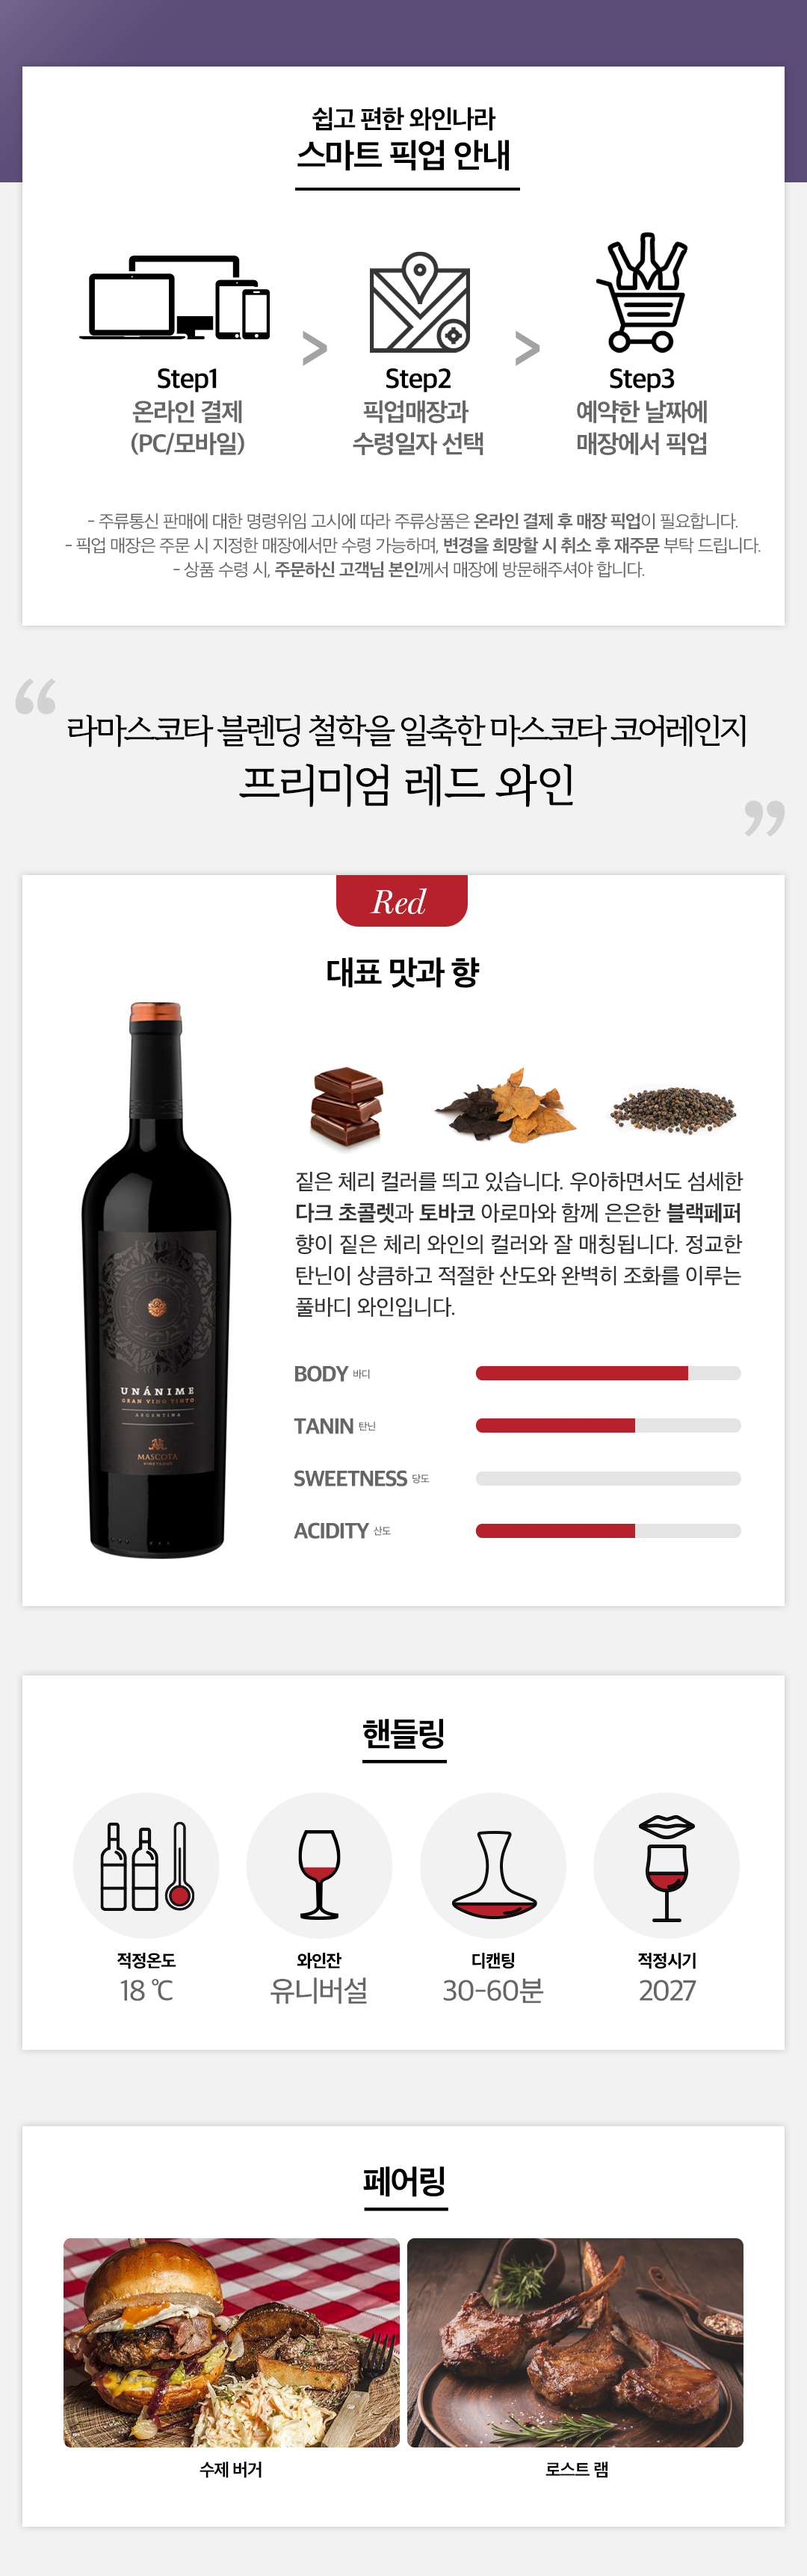 쉽고 편한 와인나라
스마트 픽업 안내
Step1
온라인 결제
(PC/모바일)
>
Step2
픽업매장과
수령일자 선택
>
Step3
예약한 날짜에
매장에서 픽업
- 주류통신 판매에 대한 명령위임 고시에 따라 주류상품은 온라인 결제 후 매장 픽업이 필요합니다.
- 픽업 매장은 주문 시 지정한 매장에서만 수령 가능하며, 변경을 희망할 시 취소 후 재주문 부탁 드립니다.
- 상품 수령 시, 주문하신 고객님 본인께서 매장에 방문해주셔야 합니다.
“
라마스코타 블렌딩 철학을 일축한 마스코타 코어레인지
프리미엄 레드 와인
”
Red
대표 맛과 향
짙은 체리 컬러를 띄고 있습니다. 우아하면서도 섬세한
다크 초콜렛과 토바코 아로마와 함께 은은한 블랙페퍼
향이 짙은 체리 와인의 컬러와 잘 매칭됩니다. 정교한
탄닌이 상큼하고 적절한 산도와 완벽히 조화를 이루는
풀바디 와인입니다.
UNÁNIME
GRAN VINO TINTO
ARGENTINA
MASCOTA
VINEYARDS
BODY 바디
TANIN 탄닌
SWEETNESS 당도
ACIDITY 산도
핸들링
적정온도
18 ℃
와인잔
유니버설
디캔팅
30-60분
적정시기
2027
페어링
수제 버거
로스트 램